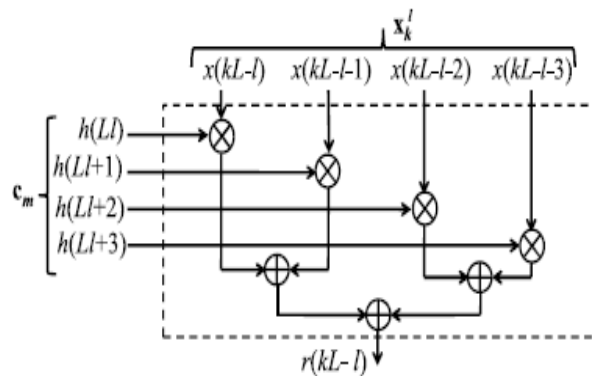 x_k^l
x(kL-l) x(kL-l-1) x(kL-l-2) x(kL-l-3)
h(Ll)
h(Ll+1)
c_m
h(Ll+2)
h(Ll+3)
r(kL-l)